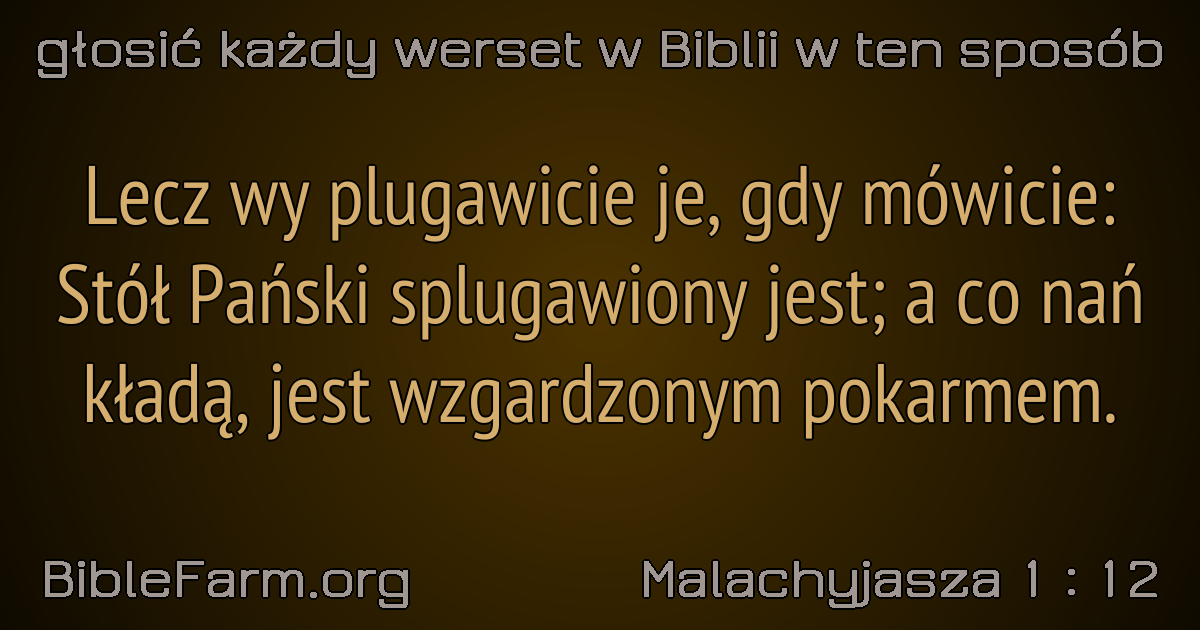 głosić każdy werset w Biblii w ten sposób
Lecz wy plugawicie je, gdy mówicie:
Stół Pański splugawiony jest; a co nań
kładą, jest wzgardzonym pokarmem.
BibleFarm.org
Malachyjasza 1 : 12